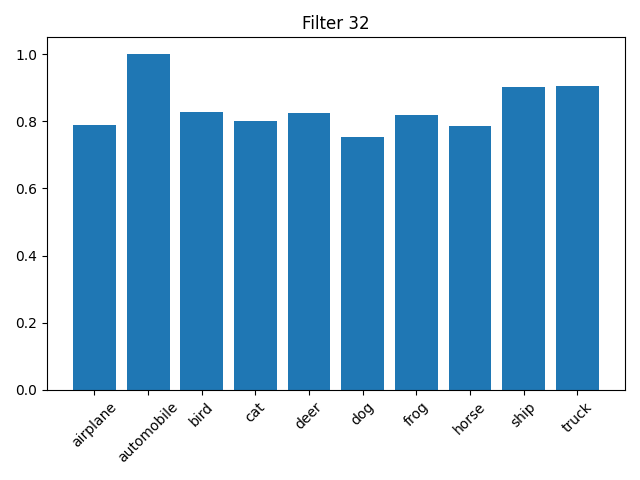 Filter 32
1.0
0.8
0.6
0.4
0.2
0.0
airplane
automobile
bird
cat
deer
dog
frog
horse
ship
truck